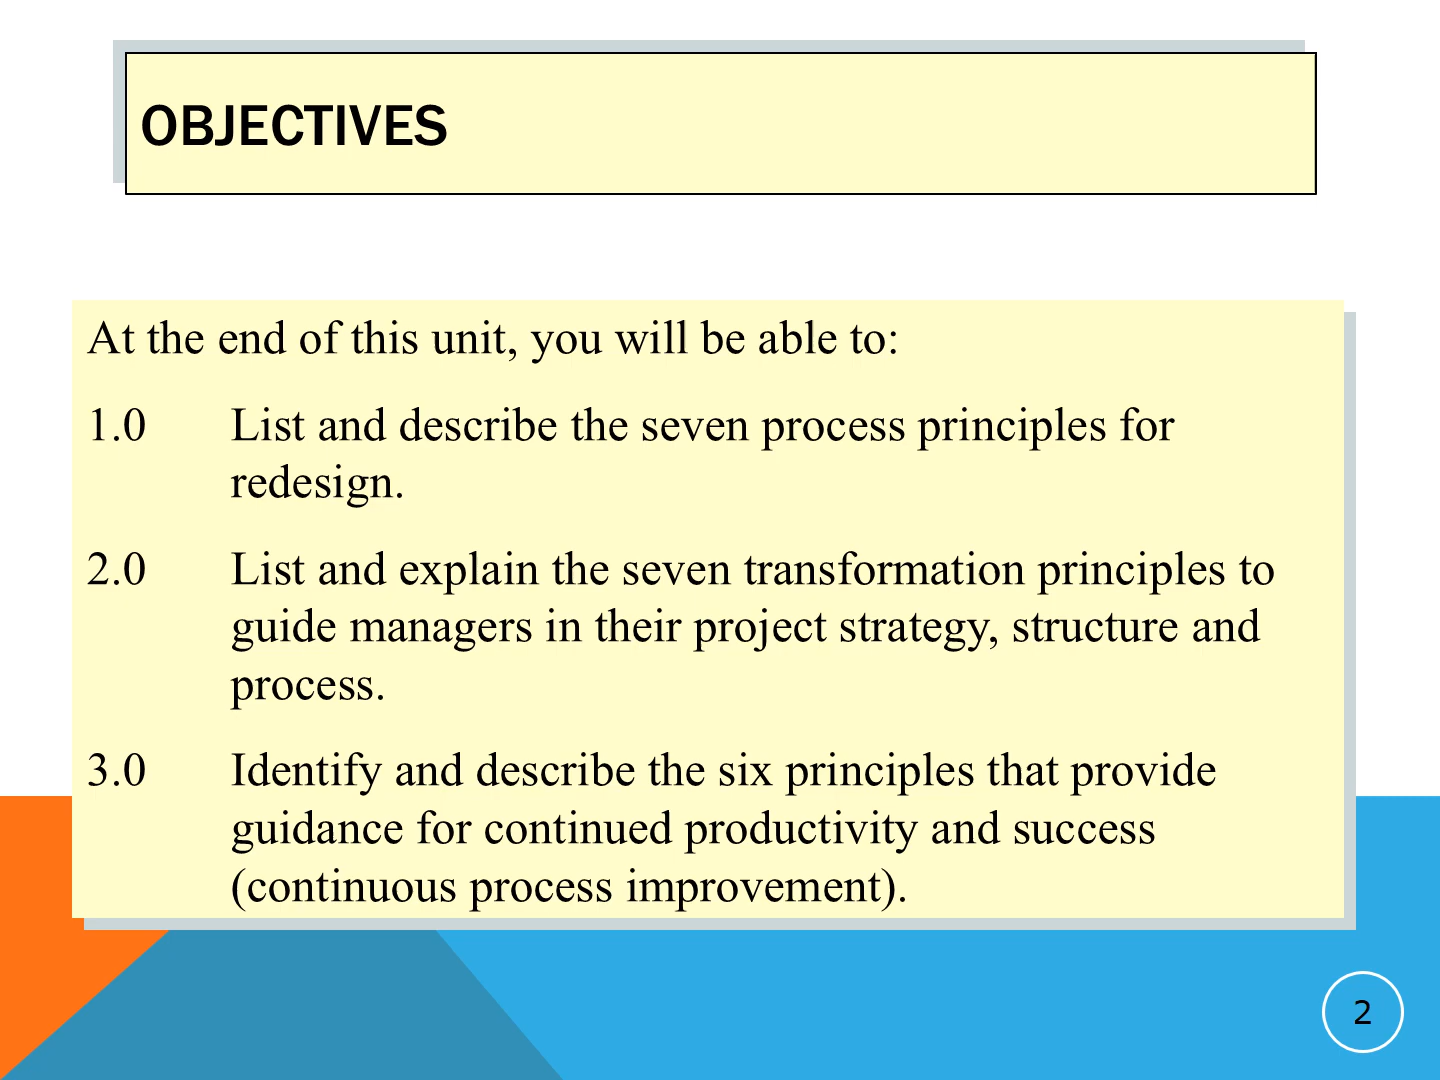 OBJECTIVES
At the end of this unit, you will be able to:
1.0 List and describe the seven process principles for
redesign.
2.0 List and explain the seven transformation principles to
guide managers in their project strategy, structure and
process.
3.0 Identify and describe the six principles that provide
guidance for continued productivity and success
(continuous process improvement).
2